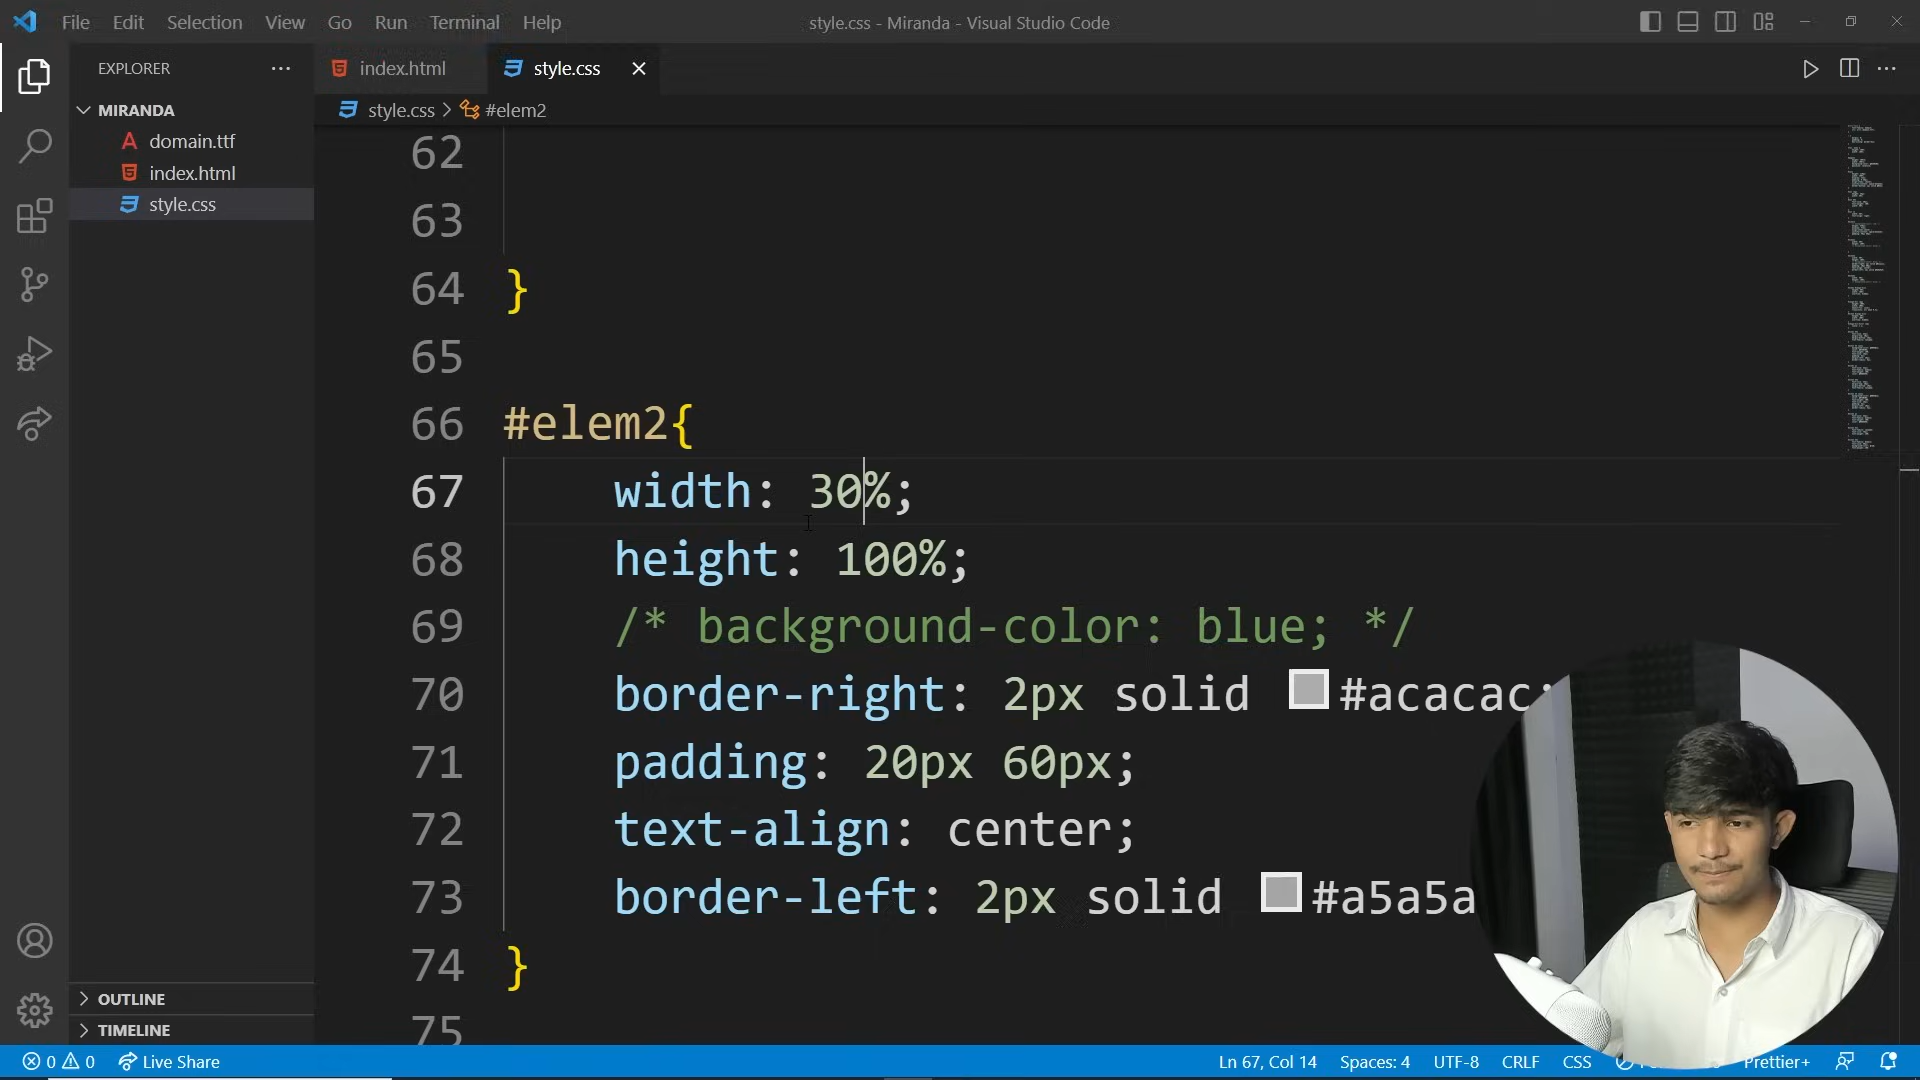 File Edit Selection View Go Run Terminal Help
style.css - Miranda - Visual Studio Code
EXPLORER
index.html
style.css
MIRANDA
style.css > #elem2
domain.ttf
index.html
style.css
62
63
64 }
65
66 #elem2{
67 width: 30%;
68 height: 100%;
69 /* background-color: blue; */
70 border-right: 2px solid #acacac;
71 padding: 20px 60px;
72 text-align: center;
73 border-left: 2px solid #a5a5a
74 }
75
OUTLINE
TIMELINE
0 0 Live Share
Ln 67, Col 14 Spaces: 4 UTF-8 CRLF CSS Prettier+